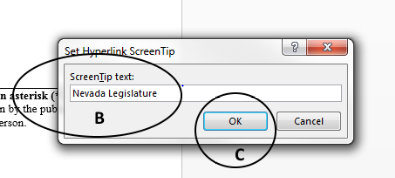 Set Hyperlink ScreenTip
ScreenTip text:
n asterisk (*
Nevada Legislature
n by the pub
erson.
B
OK
Cancel
C